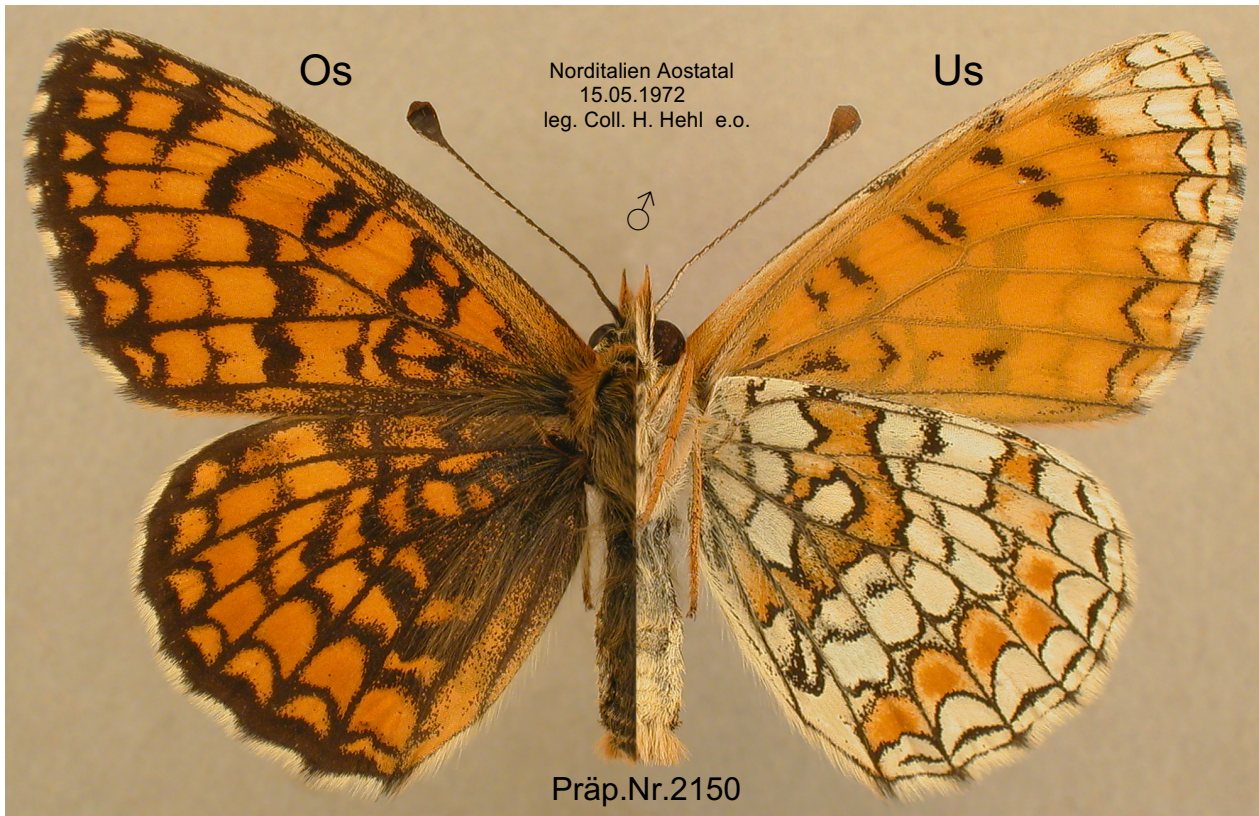 Os
Norditalien Aostatal
15.05.1972
leg. Coll. H. Hehl e.o.
Us
♂
Präp.Nr.2150